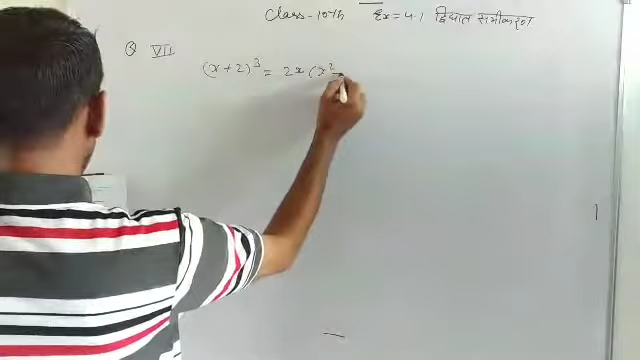 Class-10th Ex=4.1 द्विघात समीकरण
Q VII
(x+2)³ = 2x(x²-